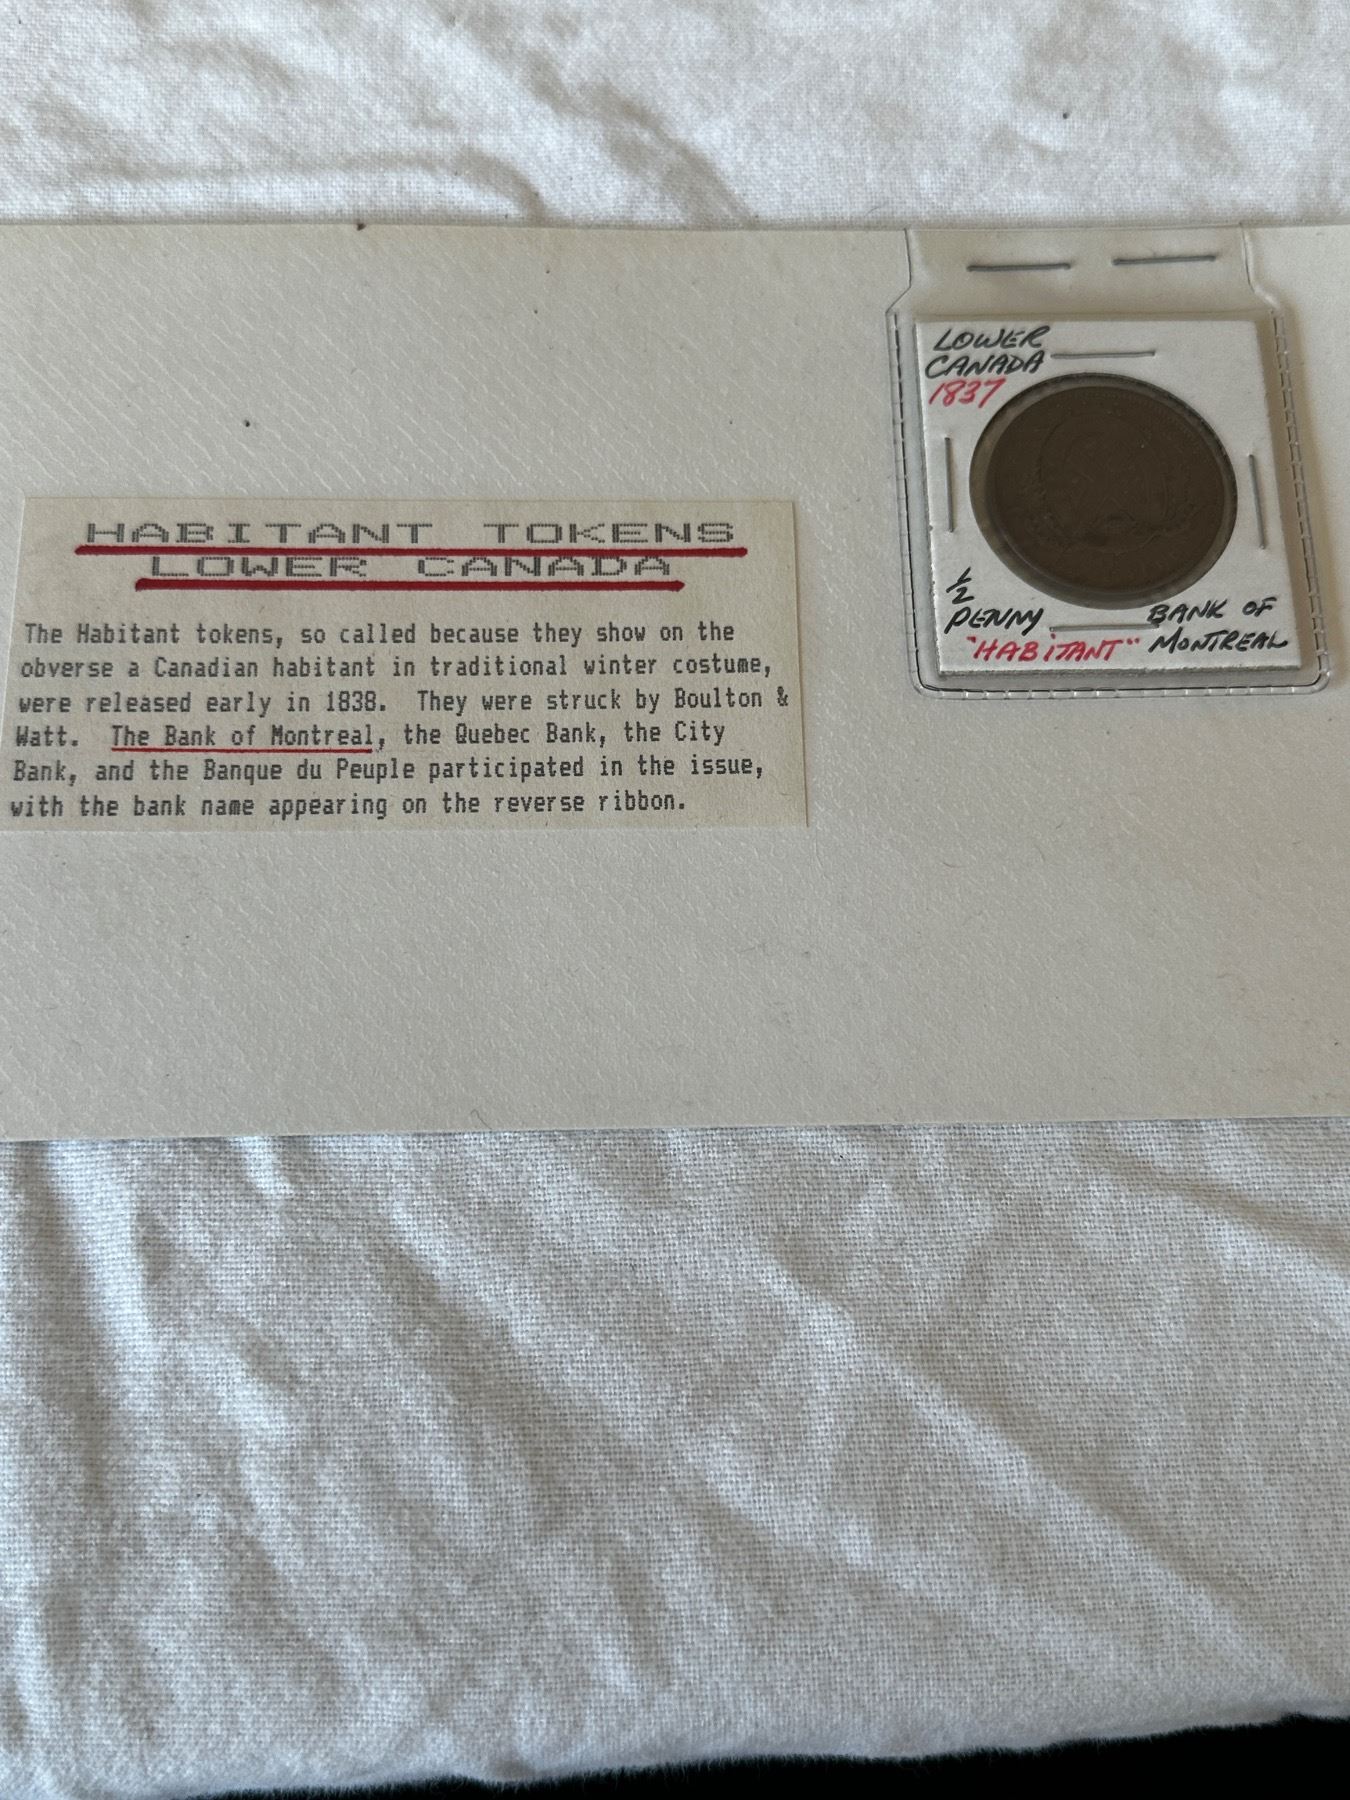 HABITANT TOKENS
LOWER CANADA
The Habitant tokens, so called because they show on the
obverse a Canadian habitant in traditional winter costume,
were released early in 1838. They were struck by Boulton &
Watt. The Bank of Montreal, the Quebec Bank, the City
Bank, and the Banque du Peuple participated in the issue,
with the bank name appearing on the reverse ribbon.
LOWER
CANADA
1837
1/2
PENNY
"HABITANT"
BANK OF
MONTREAL